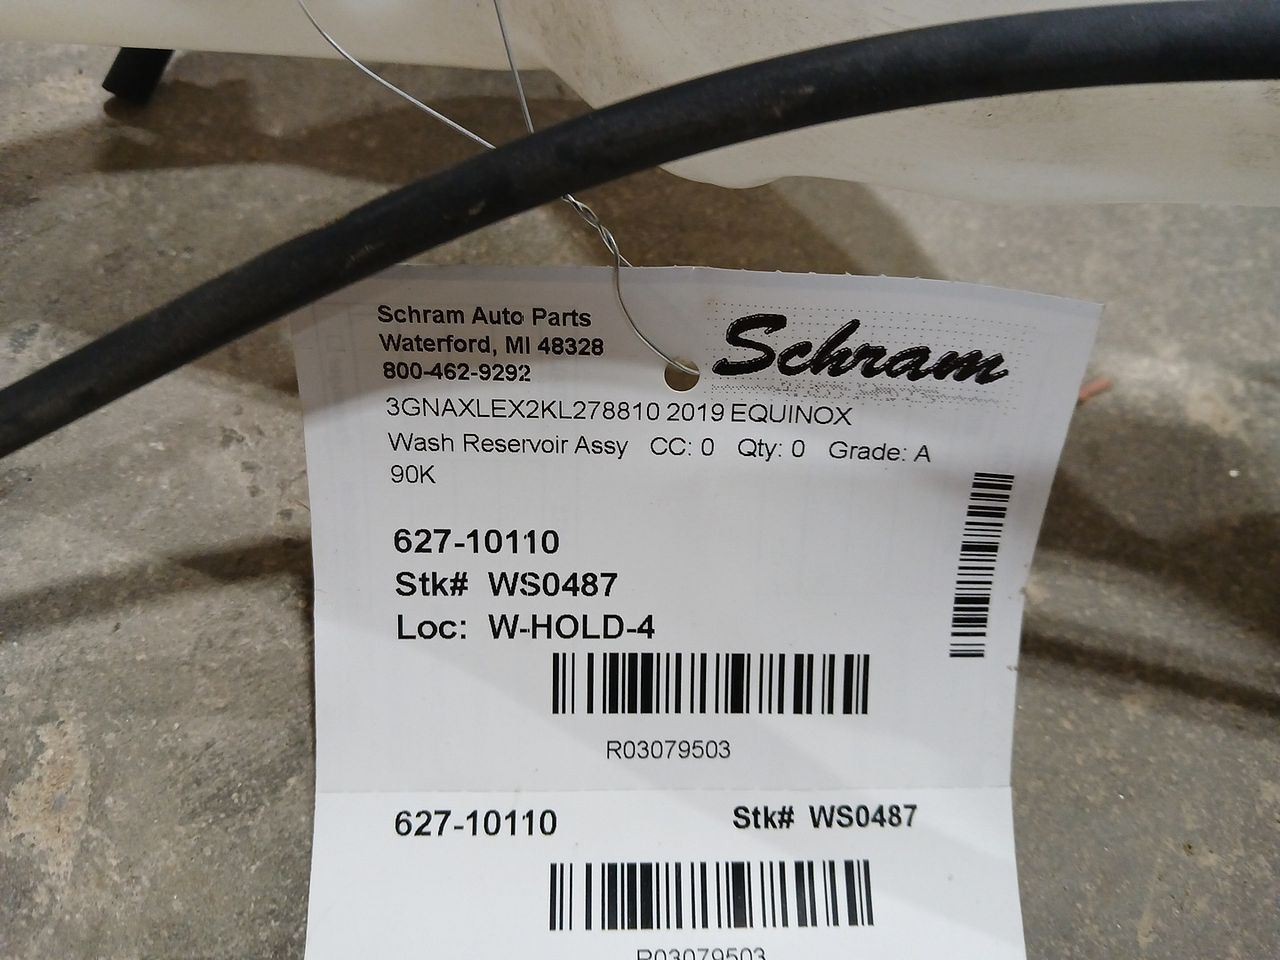 Schram Auto Parts
Waterford, MI 48328
800-462-9292
Schram
3GNAXLEX2KL278810 2019 EQUINOX
Wash Reservoir Assy CC: 0 Qty: 0 Grade: A
90K
627-10110
Stk# WS0487
Loc: W-HOLD-4
R03079503
627-10110 Stk# WS0487
R03079503